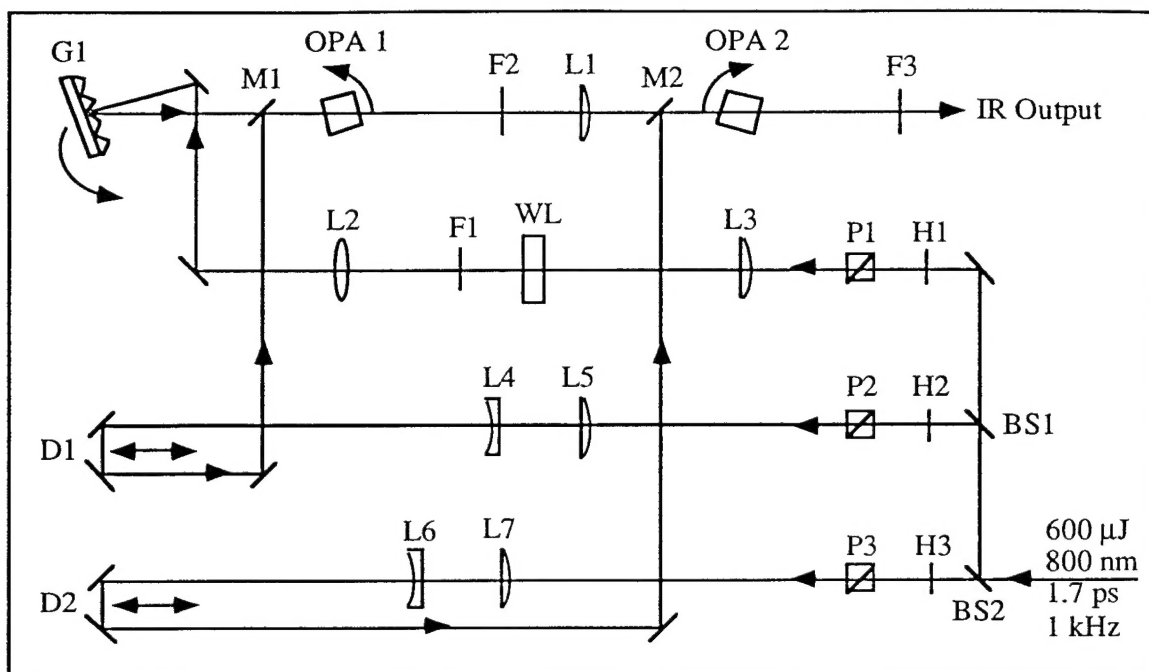 G1
M1
OPA 1
F2
L1
M2
OPA 2
F3
IR Output
L2
F1
WL
L3
P1
H1
D1
L4
L5
P2
H2
BS1
D2
L6
L7
P3
H3
BS2
600 μJ
800 nm
1.7 ps
1 kHz